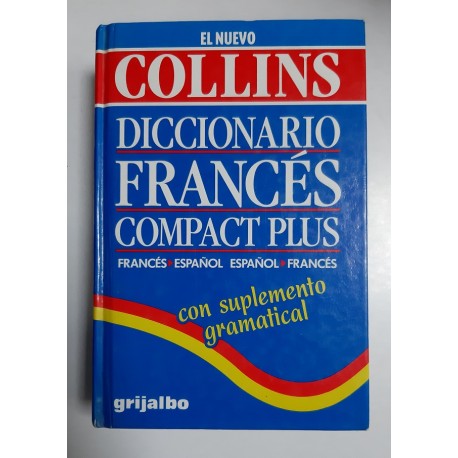 EL NUEVO
COLLINS
DICCIONARIO
FRANCÉS
COMPACT PLUS
FRANCÉS • ESPAÑOL ESPAÑOL • FRANCÉS
con suplemento
gramatical
grijalbo